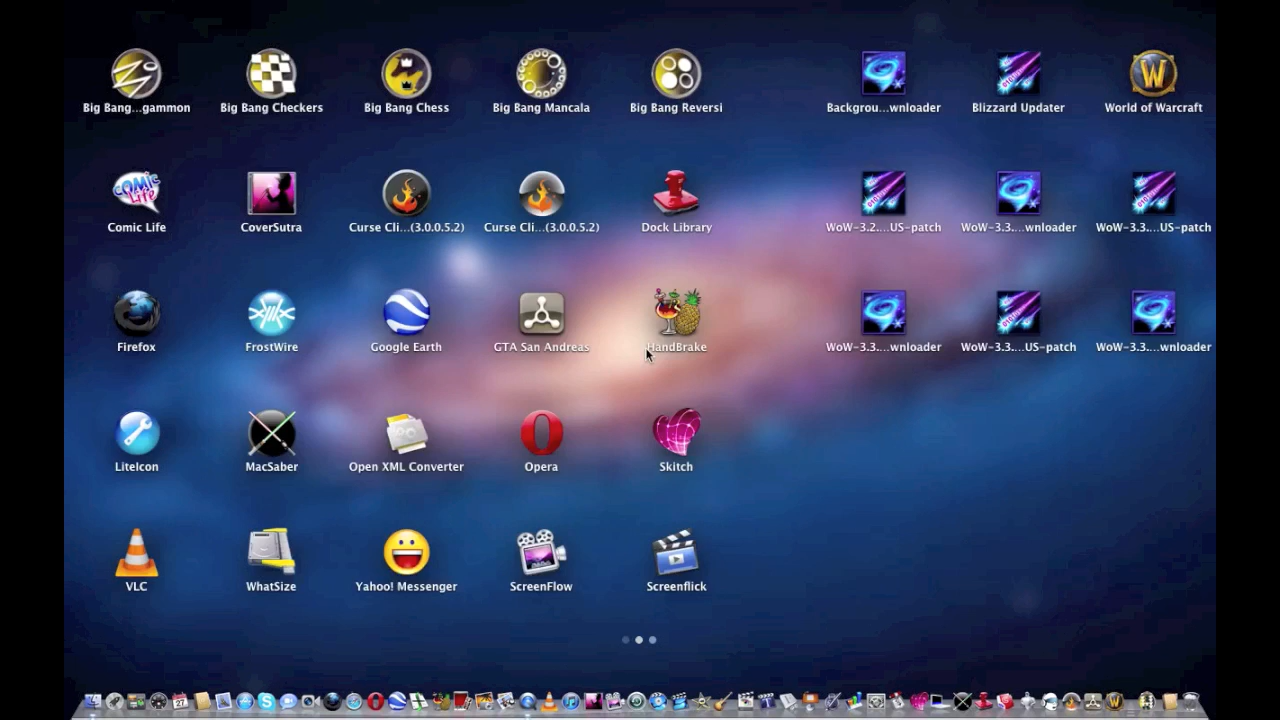 Big Bang...gammon Big Bang Checkers Big Bang Chess Big Bang Mancala Big Bang Reversi Backgrou...wnloader Blizzard Updater World of Warcraft
Comic Life CoverSutra Curse Cli...(3.0.0.5.2) Curse Cli...(3.0.0.5.2) Dock Library WoW-3.2....US-patch WoW-3.3....wnloader WoW-3.3....US-patch
Firefox FrostWire Google Earth GTA San Andreas HandBrake WoW-3.3....wnloader WoW-3.3....US-patch WoW-3.3....wnloader
LiteIcon MacSaber Open XML Converter Opera Skitch
VLC WhatSize Yahoo! Messenger ScreenFlow Screenflick